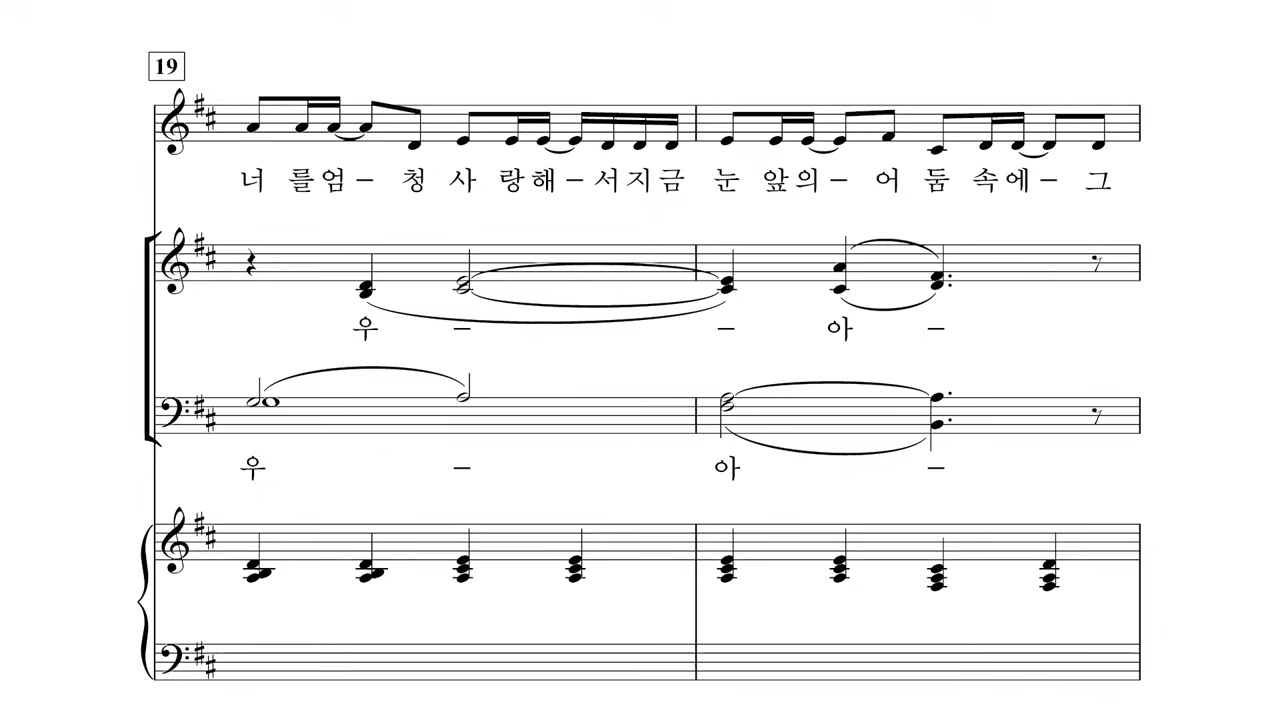 19
너 를 엄 – 청 사 랑 해 – 서 지 금 눈 앞 의 – 어 둠 속 에 – 그
우 – – 아 –
우 – 아 –